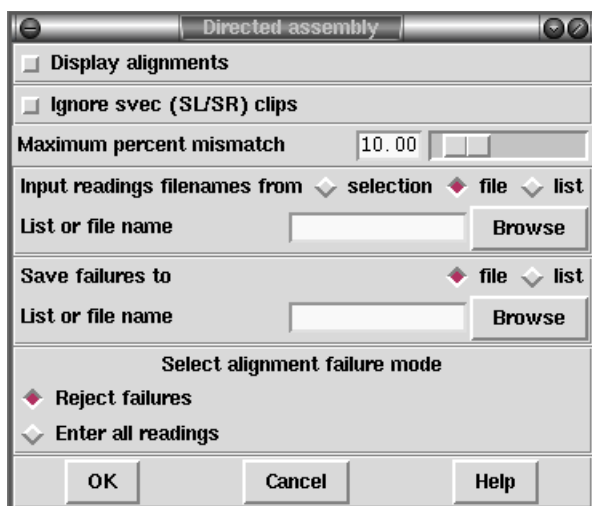 Directed assembly
Display alignments
Ignore svec (SL/SR) clips
Maximum percent mismatch 10.00
Input readings filenames from selection file list
List or file name Browse
Save failures to file list
List or file name Browse
Select alignment failure mode
Reject failures
Enter all readings
OK Cancel Help